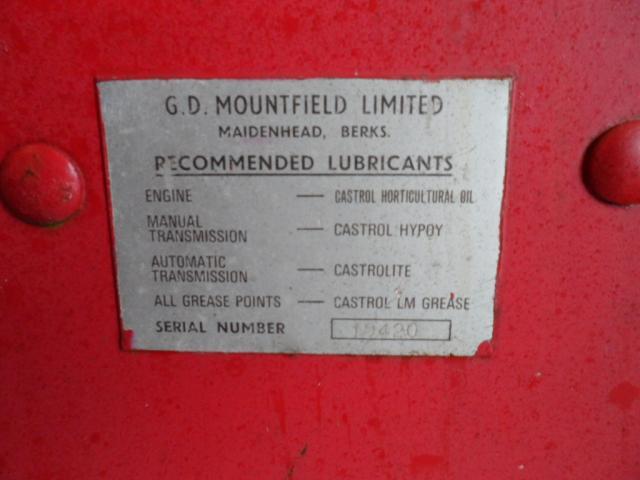 G.D. MOUNTFIELD LIMITED
MAIDENHEAD, BERKS.
RECOMMENDED LUBRICANTS
ENGINE — CASTROL HORTICULTURAL OIL
MANUAL TRANSMISSION — CASTROL HYPOY
AUTOMATIC TRANSMISSION — CASTROLITE
ALL GREASE POINTS — CASTROL LM GREASE
SERIAL NUMBER